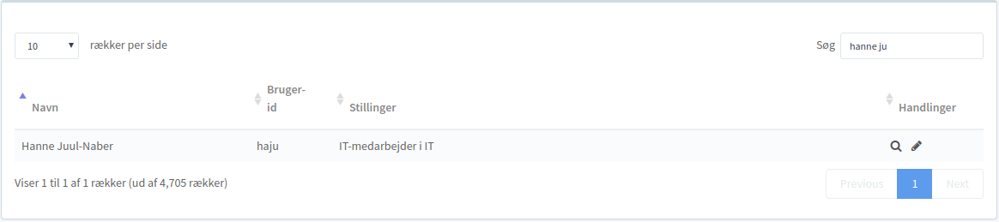 10 rækker per side Søg hanne ju
Navn Bruger-
id Stillinger Handlinger
Hanne Juul-Naber haju IT-medarbejder i IT
Viser 1 til 1 af 1 rækker (ud af 4,705 rækker) Previous 1 Next